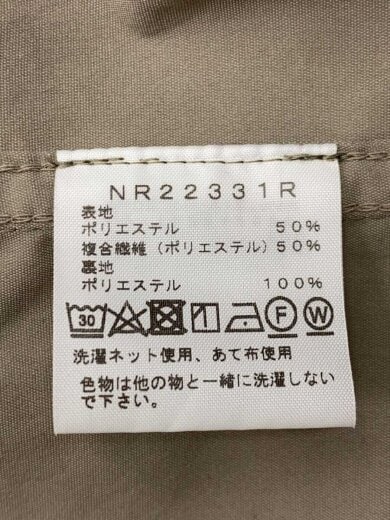 NR22331R
表地
ポリエステル 50%
複合繊維（ポリエステル）50%
裏地
ポリエステル 100%
30 F W
洗濯ネット使用、あて布使用
色物は他の物と一緒に洗濯しない
で下さい。